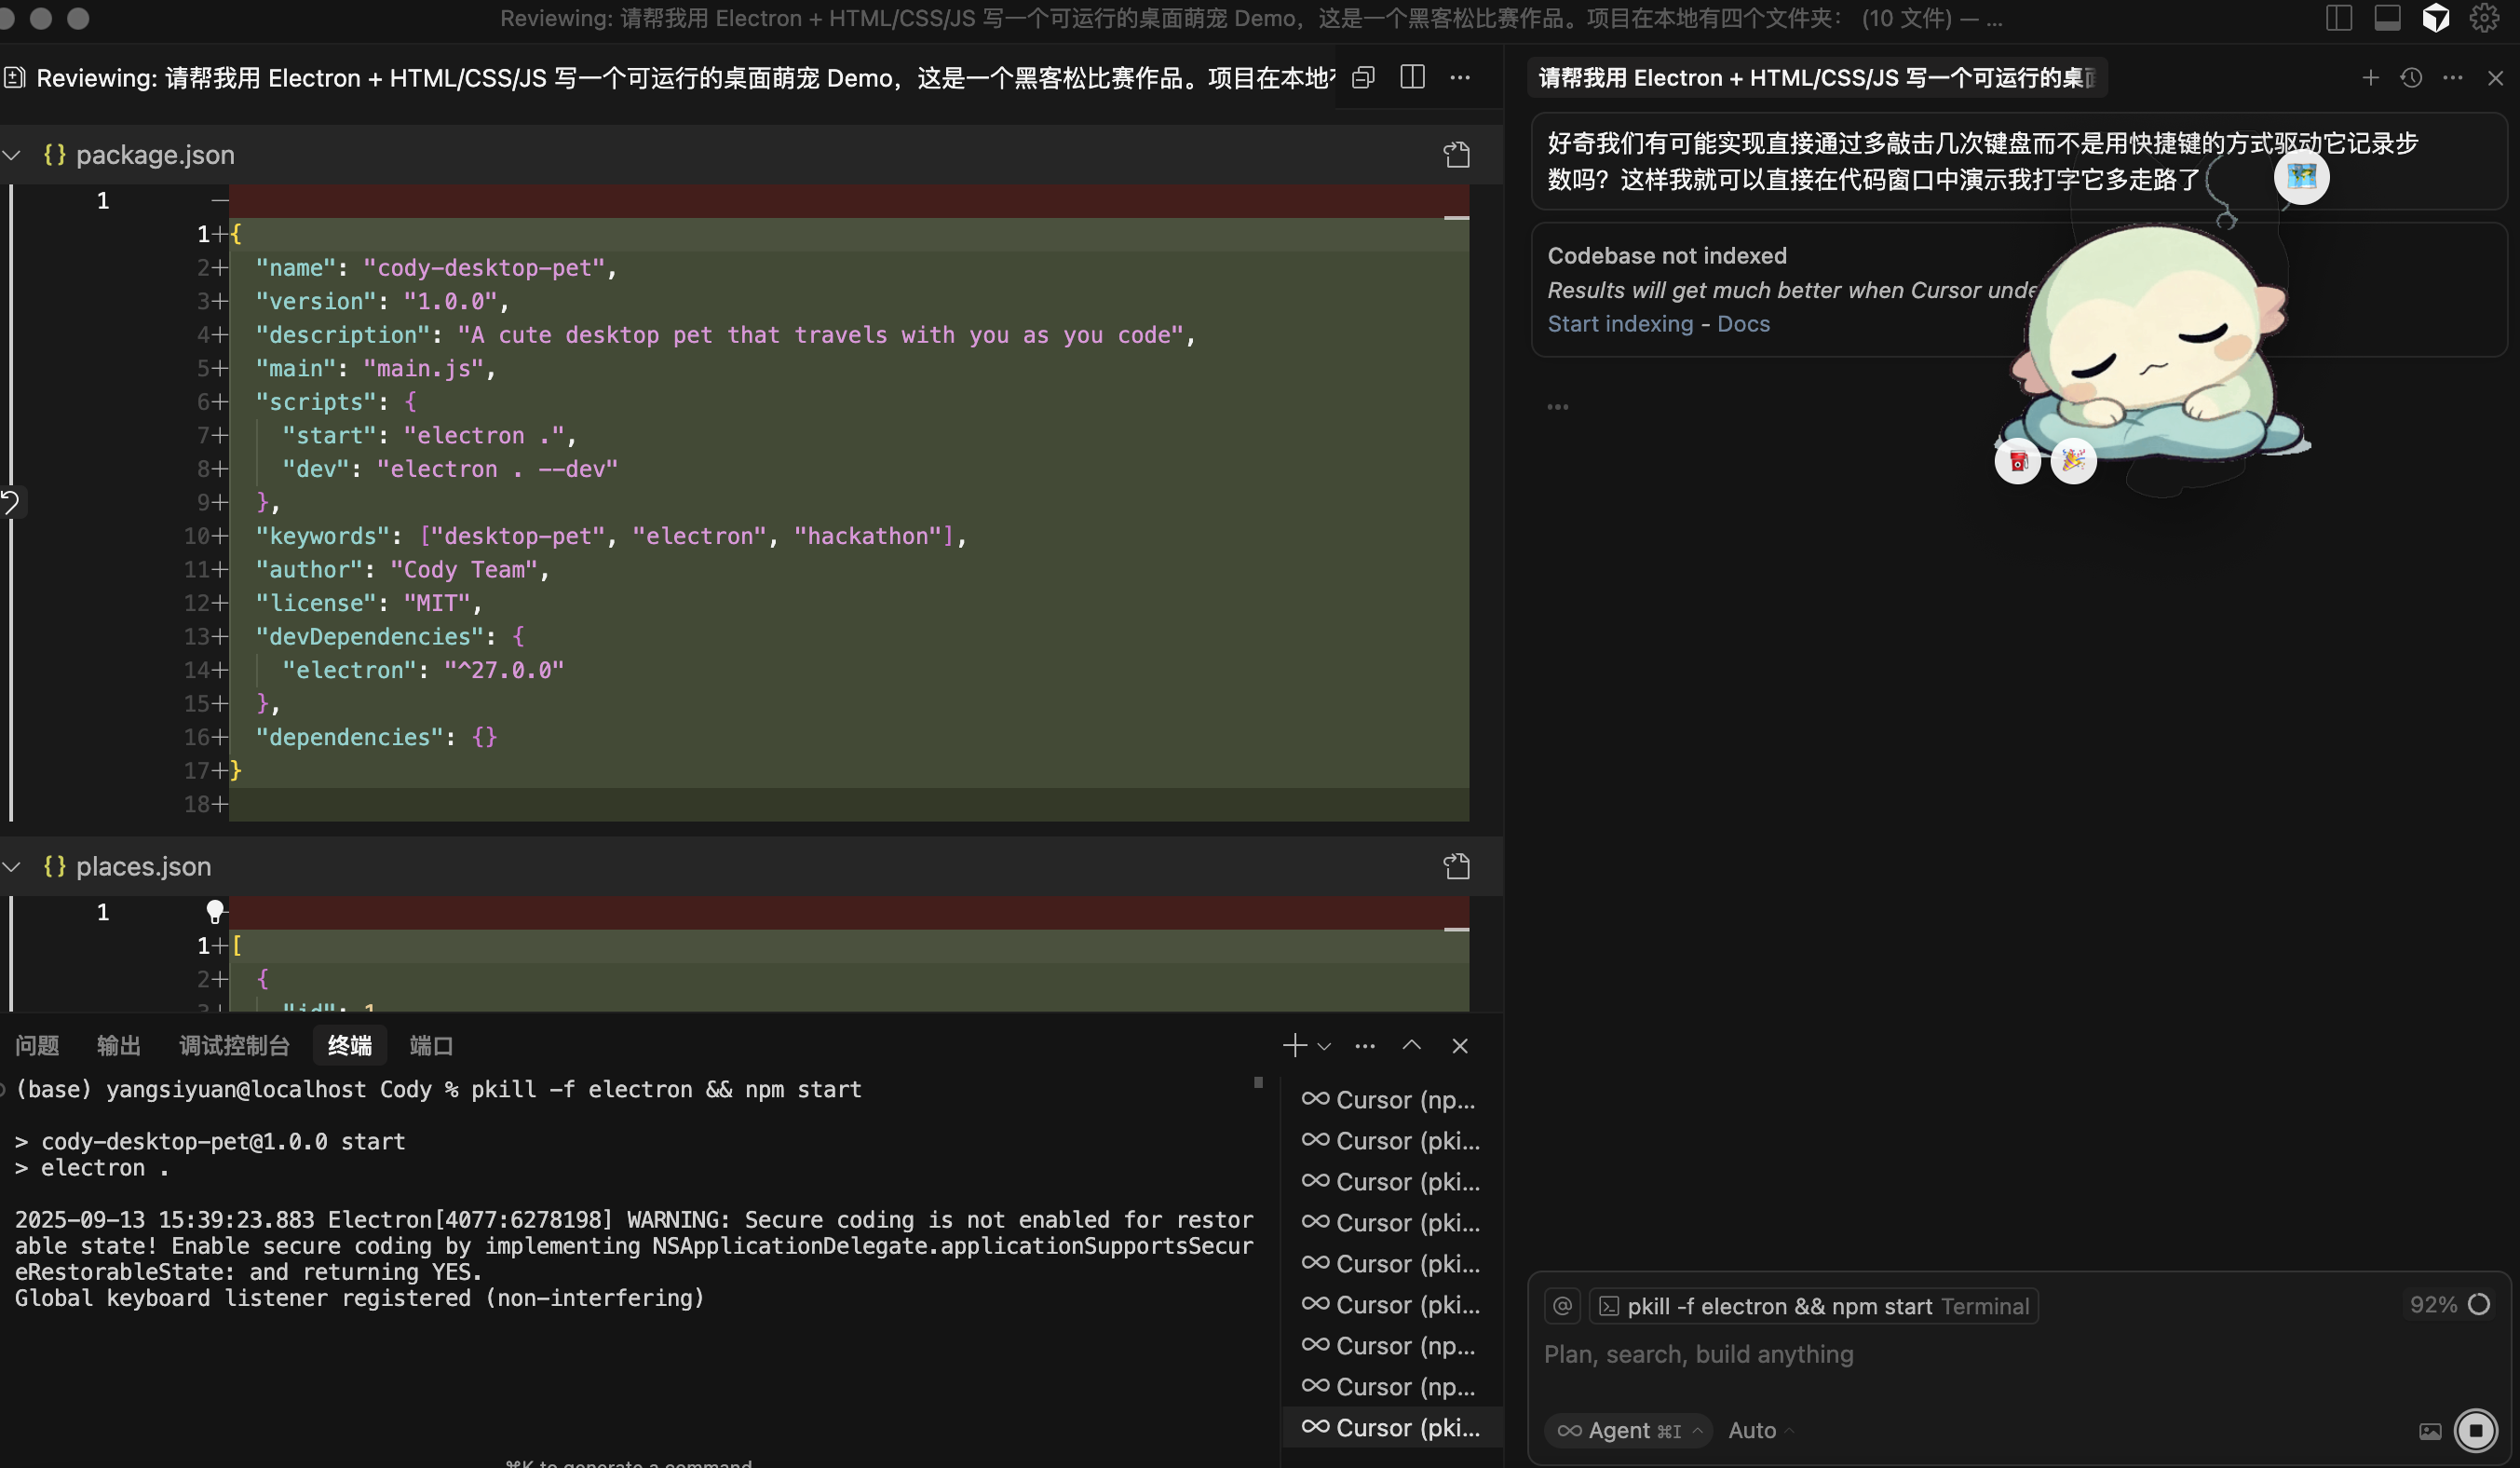 Reviewing: 请帮我用 Electron + HTML/CSS/JS 写一个可运行的桌面萌宠 Demo，这是一个黑客松比赛作品。项目在本地有四个文件夹： (10 文件) — ...
Reviewing: 请帮我用 Electron + HTML/CSS/JS 写一个可运行的桌面萌宠 Demo，这是一个黑客松比赛作品。项目在本地
package.json
1
1+{
2+ "name": "cody-desktop-pet",
3+ "version": "1.0.0",
4+ "description": "A cute desktop pet that travels with you as you code",
5+ "main": "main.js",
6+ "scripts": {
7+ "start": "electron .",
8+ "dev": "electron . --dev"
9+ },
10+ "keywords": ["desktop-pet", "electron", "hackathon"],
11+ "author": "Cody Team",
12+ "license": "MIT",
13+ "devDependencies": {
14+ "electron": "^27.0.0"
15+ },
16+ "dependencies": {}
17+}
18+
places.json
1
1+[
2+ {
3+ "id": 1
问题 输出 调试控制台 终端 端口
(base) yangsiyuan@localhost Cody % pkill -f electron && npm start
> cody-desktop-pet@1.0.0 start
> electron .
2025-09-13 15:39:23.883 Electron[4077:6278198] WARNING: Secure coding is not enabled for restor
able state! Enable secure coding by implementing NSApplicationDelegate.applicationSupportsSecur
eRestorableState: and returning YES.
Global keyboard listener registered (non-interfering)
⌘K to generate a command
Cursor (np...
Cursor (pki...
Cursor (pki...
Cursor (pki...
Cursor (pki...
Cursor (pki...
Cursor (np...
Cursor (np...
Cursor (pki...
请帮我用 Electron + HTML/CSS/JS 写一个可运行的桌面
好奇我们有可能实现直接通过多敲击几次键盘而不是用快捷键的方式驱动它记录步
数吗？这样我就可以直接在代码窗口中演示我打字它多走路了
Codebase not indexed
Results will get much better when Cursor
Start indexing - Docs
@ pkill -f electron && npm start Terminal
92%
Plan, search, build anything
Agent ⌘I Auto